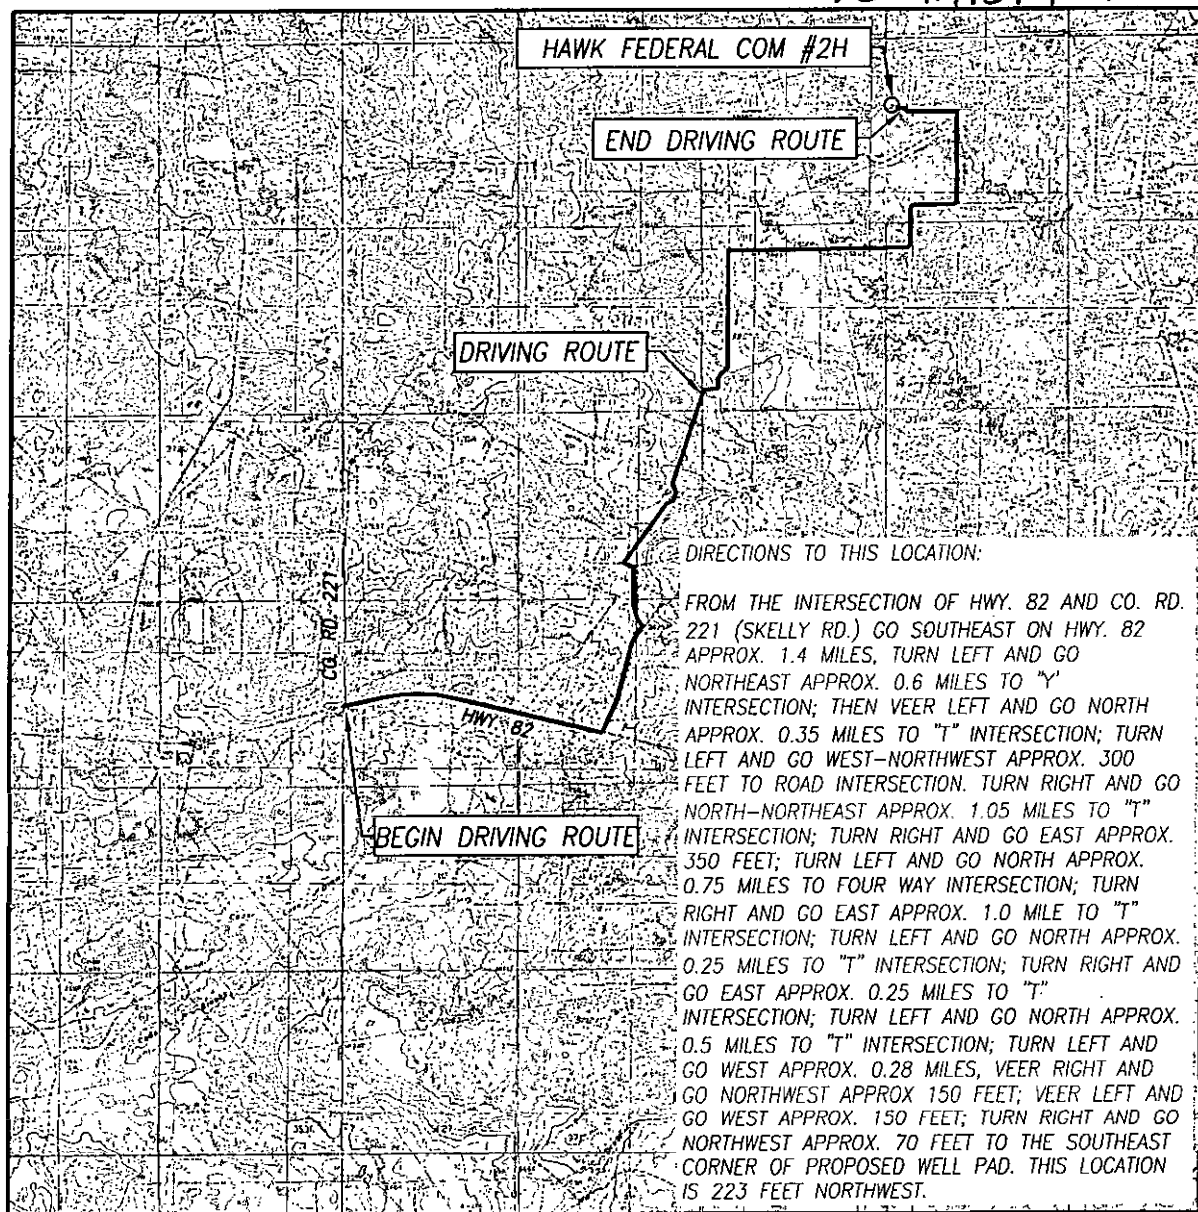 HAWK FEDERAL COM #2H
END DRIVING ROUTE
DRIVING ROUTE
CO. RD. 221
HWY. 82
BEGIN DRIVING ROUTE
DIRECTIONS TO THIS LOCATION:
FROM THE INTERSECTION OF HWY. 82 AND CO. RD.
221 (SKELLY RD.) GO SOUTHEAST ON HWY. 82
APPROX. 1.4 MILES, TURN LEFT AND GO
NORTHEAST APPROX. 0.6 MILES TO "Y'
INTERSECTION; THEN VEER LEFT AND GO NORTH
APPROX. 0.35 MILES TO "T" INTERSECTION; TURN
LEFT AND GO WEST-NORTHWEST APPROX. 300
FEET TO ROAD INTERSECTION. TURN RIGHT AND GO
NORTH-NORTHEAST APPROX. 1.05 MILES TO "T"
INTERSECTION; TURN RIGHT AND GO EAST APPROX.
350 FEET; TURN LEFT AND GO NORTH APPROX.
0.75 MILES TO FOUR WAY INTERSECTION; TURN
RIGHT AND GO EAST APPROX. 1.0 MILE TO "T"
INTERSECTION; TURN LEFT AND GO NORTH APPROX.
0.25 MILES TO "T" INTERSECTION; TURN RIGHT AND
GO EAST APPROX. 0.25 MILES TO "T"
INTERSECTION; TURN LEFT AND GO NORTH APPROX.
0.5 MILES TO "T" INTERSECTION; TURN LEFT AND
GO WEST APPROX. 0.28 MILES, VEER RIGHT AND
GO NORTHWEST APPROX 150 FEET; VEER LEFT AND
GO WEST APPROX. 150 FEET; TURN RIGHT AND GO
NORTHWEST APPROX. 70 FEET TO THE SOUTHEAST
CORNER OF PROPOSED WELL PAD. THIS LOCATION
IS 223 FEET NORTHWEST.